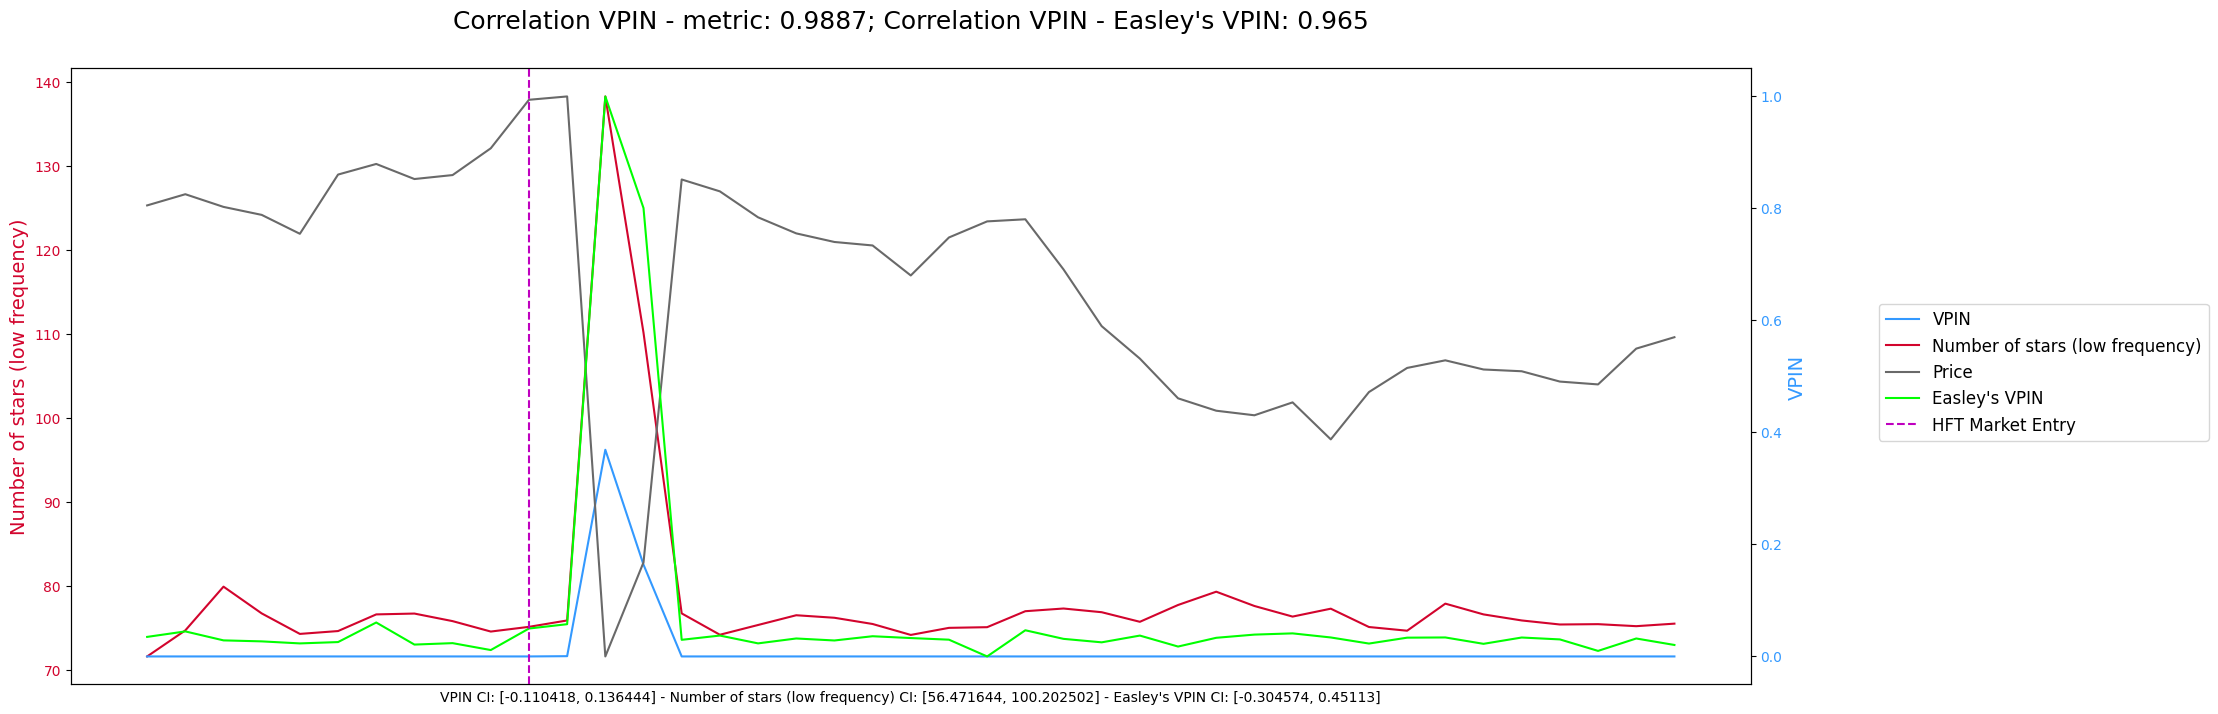 Correlation VPIN - metric: 0.9887; Correlation VPIN - Easley's VPIN: 0.965
Number of stars (low frequency)
140
130
120
110
100
90
80
70
1.0
0.8
0.6
0.4
0.2
0.0
VPIN
VPIN
Number of stars (low frequency)
Price
Easley's VPIN
HFT Market Entry
VPIN CI: [-0.110418, 0.136444] - Number of stars (low frequency) CI: [56.471644, 100.202502] - Easley's VPIN CI: [-0.304574, 0.45113]